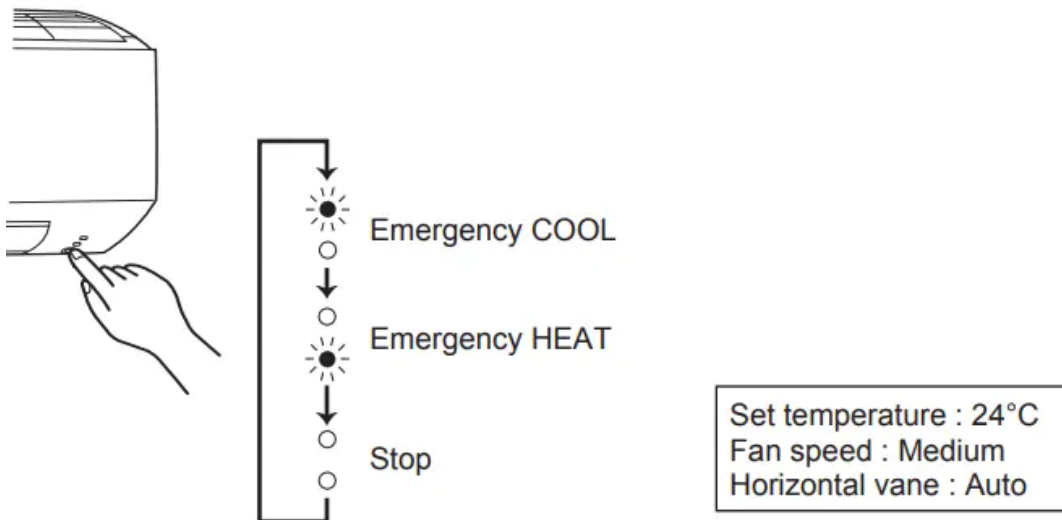 Emergency COOL
Emergency HEAT
Stop
Set temperature : 24°C
Fan speed : Medium
Horizontal vane : Auto